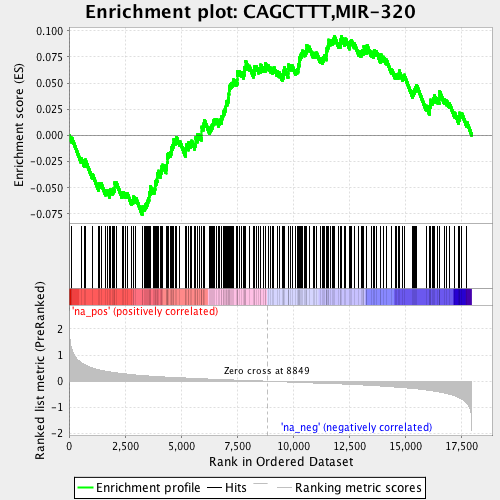 Enrichment plot: CAGCTTT,MIR-320
Enrichment score (ES)
0.100
0.075
0.050
0.025
0.000
-0.025
-0.050
-0.075
'na_pos' (positively correlated)
Ranked list metric (PreRanked)
2
1
0
-1
-2
Zero cross at 8849
'na_neg' (negatively correlated)
0
2,500
5,000
7,500
10,000
12,500
15,000
17,500
Rank in Ordered Dataset
Enrichment profile
Hits
Ranking metric scores